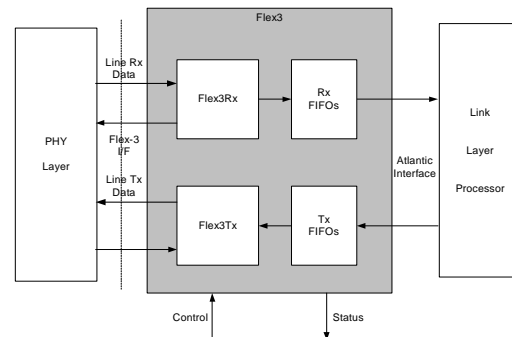 Flex3
Line Rx
Data
Flex3Rx
Rx
FIFOs
PHY
Layer
Flex-3
I/F
Link
Layer
Processor
Atlantic
Interface
Line Tx
Data
Flex3Tx
Tx
FIFOs
Control
Status